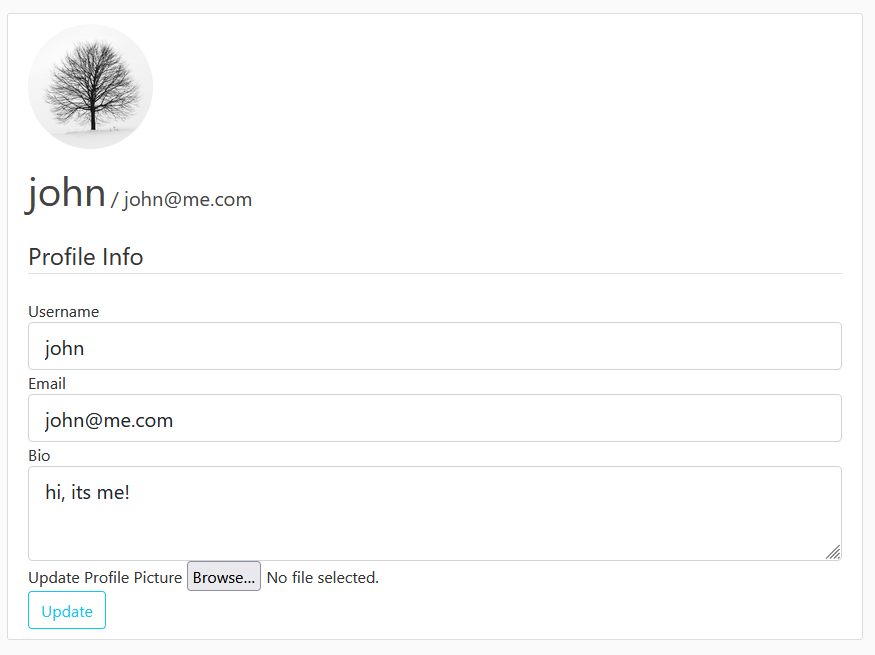 john / john@me.com
Profile Info
Username
john
Email
john@me.com
Bio
hi, its me!
Update Profile Picture Browse... No file selected.
Update